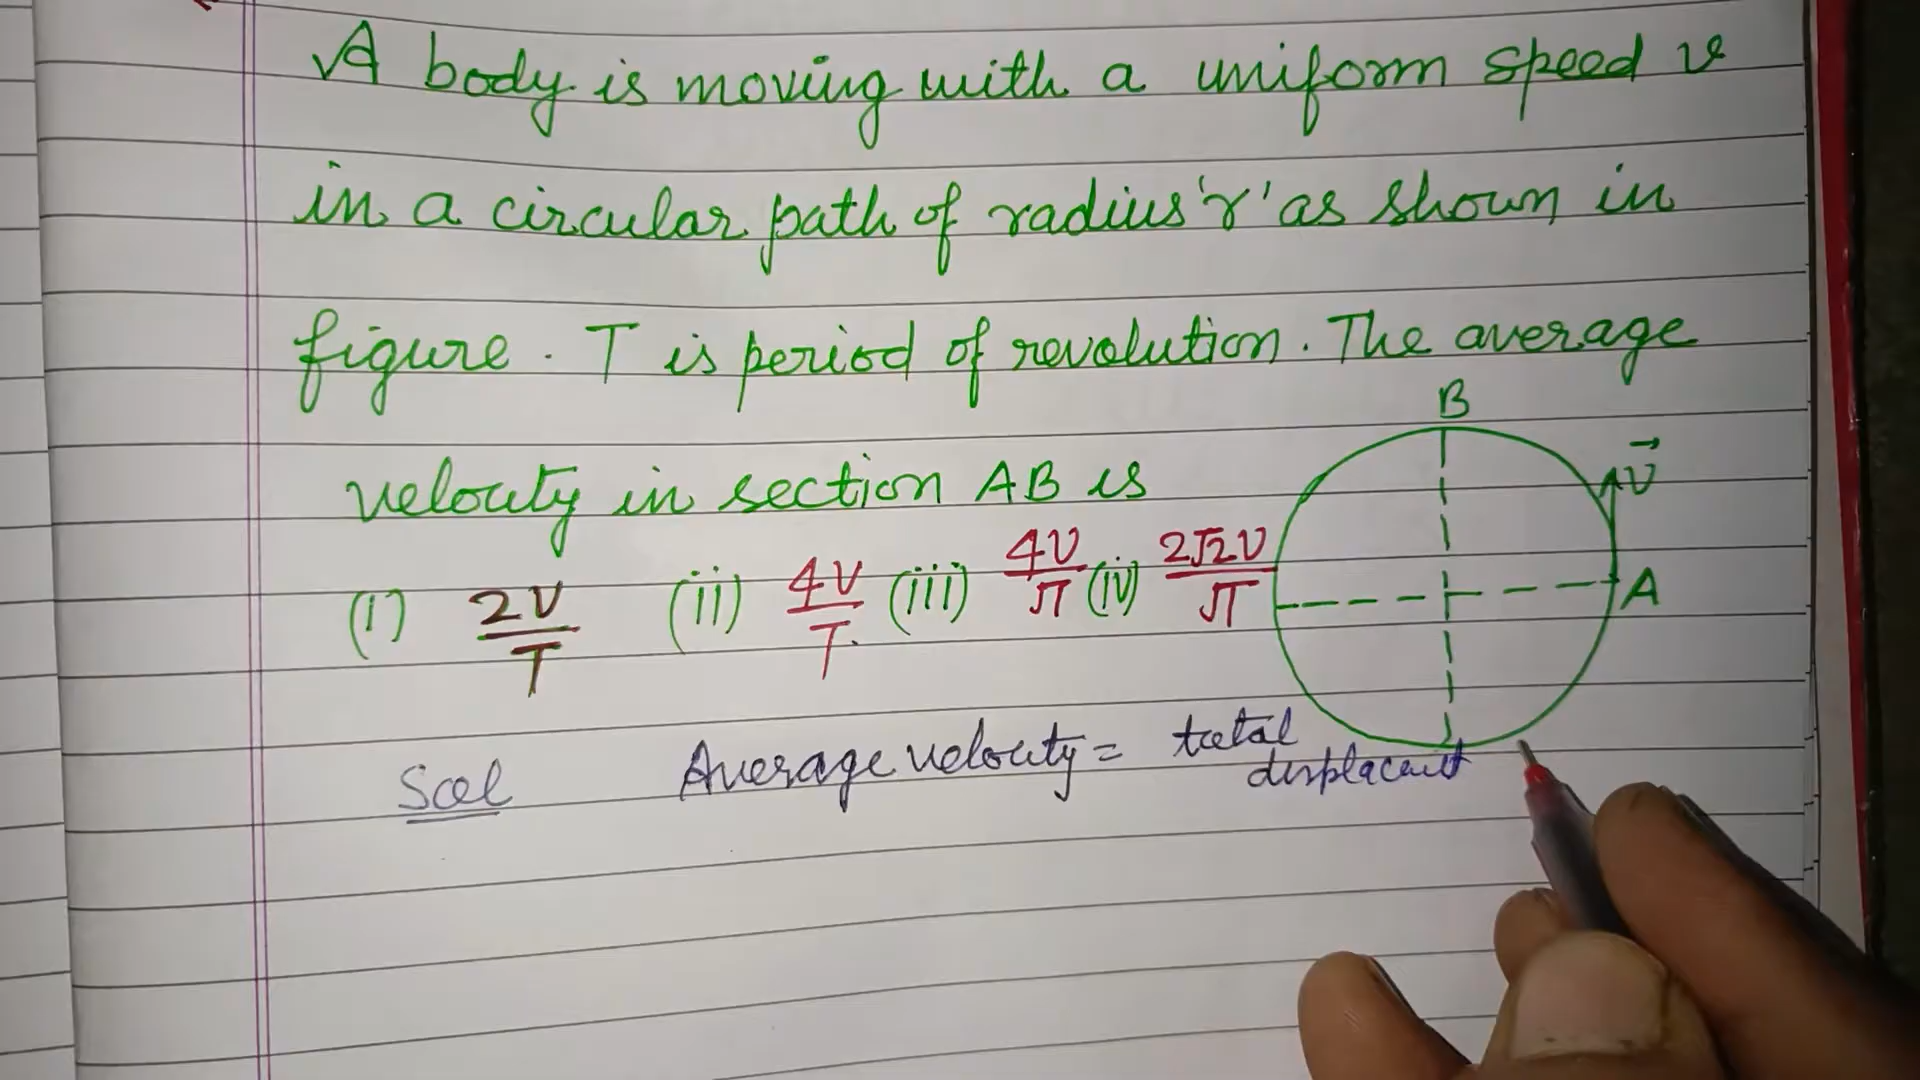 A body is moving with a uniform speed v
in a circular path of radius 'r' as shown in
figure. T is period of revolution. The average
B
velocity in section AB is
v
(i) 2v/T (ii) 4v/T (iii) 4v/π (iv) 2√2v/π
A
Sol Average velocity = total
displacement